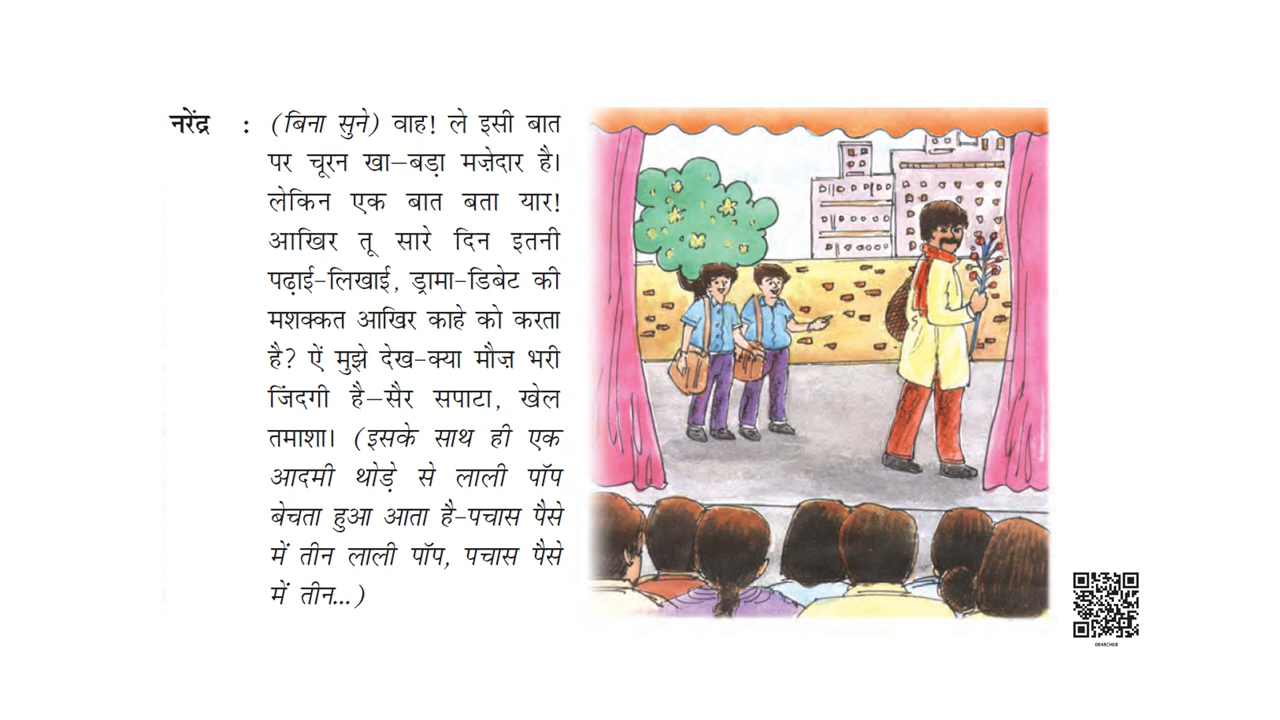 नरेंद्र : (बिना सुने) वाह! ले इसी बात
पर चूरन खा–बड़ा मज़ेदार है।
लेकिन एक बात बता यार!
आखिर तू सारे दिन इतनी
पढ़ाई-लिखाई, ड्रामा-डिबेट की
मशक्कत आखिर काहे को करता
है? ऐं मुझे देख-क्या मौज़ भरी
जिंदगी है–सैर सपाटा, खेल
तमाशा। (इसके साथ ही एक
आदमी थोड़े से लाली पॉप
बेचता हुआ आता है-पचास पैसे
में तीन लाली पॉप, पचास पैसे
में तीन...)
0848CH08